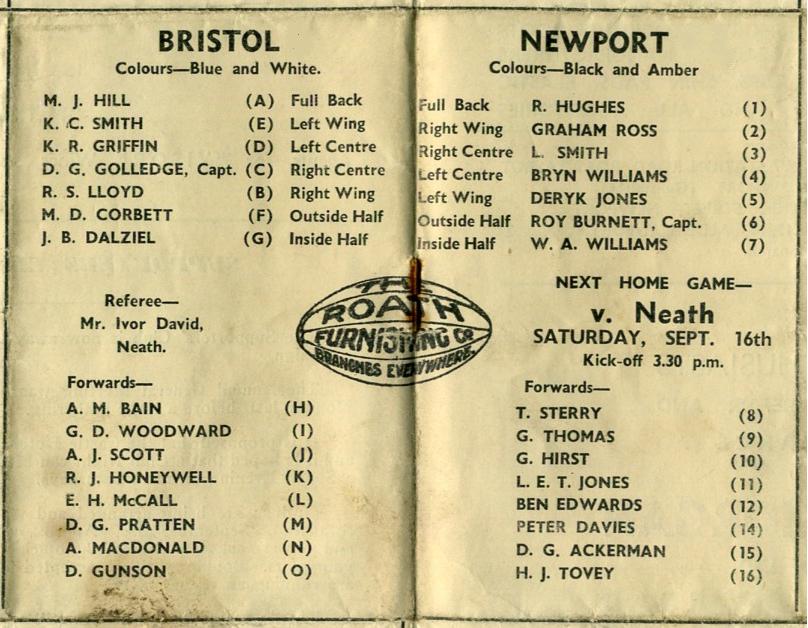 BRISTOL
Colours—Blue and White.
M. J. HILL (A) Full Back
K. C. SMITH (E) Left Wing
K. R. GRIFFIN (D) Left Centre
D. G. GOLLEDGE, Capt. (C) Right Centre
R. S. LLOYD (B) Right Wing
M. D. CORBETT (F) Outside Half
J. B. DALZIEL (G) Inside Half
Referee—
Mr. Ivor David,
Neath.
Forwards—
A. M. BAIN (H)
G. D. WOODWARD (I)
A. J. SCOTT (J)
R. J. HONEYWELL (K)
E. H. McCALL (L)
D. G. PRATTEN (M)
A. MACDONALD (N)
D. GUNSON (O)
THE
ROATH
FURNISHING Co
BRANCHES EVERYWHERE.
NEWPORT
Colours—Black and Amber
Full Back R. HUGHES (1)
Right Wing GRAHAM ROSS (2)
Right Centre L. SMITH (3)
Left Centre BRYN WILLIAMS (4)
Left Wing DERYK JONES (5)
Outside Half ROY BURNETT, Capt. (6)
Inside Half W. A. WILLIAMS (7)
NEXT HOME GAME—
v. Neath
SATURDAY, SEPT. 16th
Kick-off 3.30 p.m.
Forwards—
T. STERRY (8)
G. THOMAS (9)
G. HIRST (10)
L. E. T. JONES (11)
BEN EDWARDS (12)
PETER DAVIES (14)
D. G. ACKERMAN (15)
H. J. TOVEY (16)